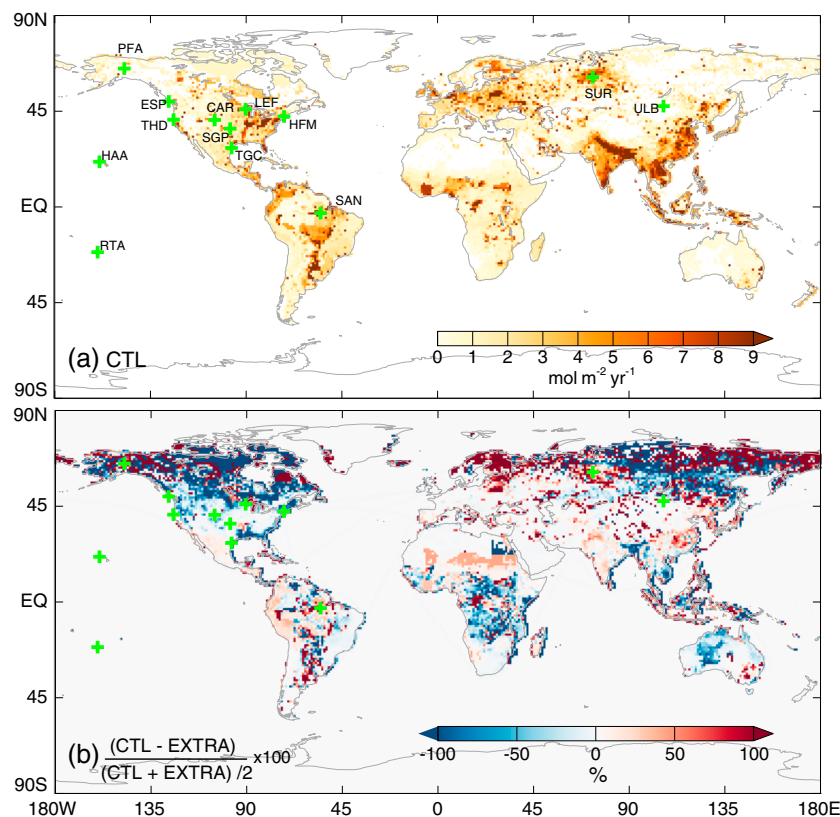 90N
45
EQ
45
90S
PFA
ESP
CAR
LEF
THD
SGP
HFM
TGC
HAA
SAN
RTA
SUR
ULB
(a) CTL
0 1 2 3 4 5 6 7 8 9
mol m⁻² yr⁻¹
90N
45
EQ
45
90S
(b) (CTL - EXTRA) x100
(CTL + EXTRA) /2
-100 -50 0 50 100
%
180W 135 90 45 0 45 90 135 180E